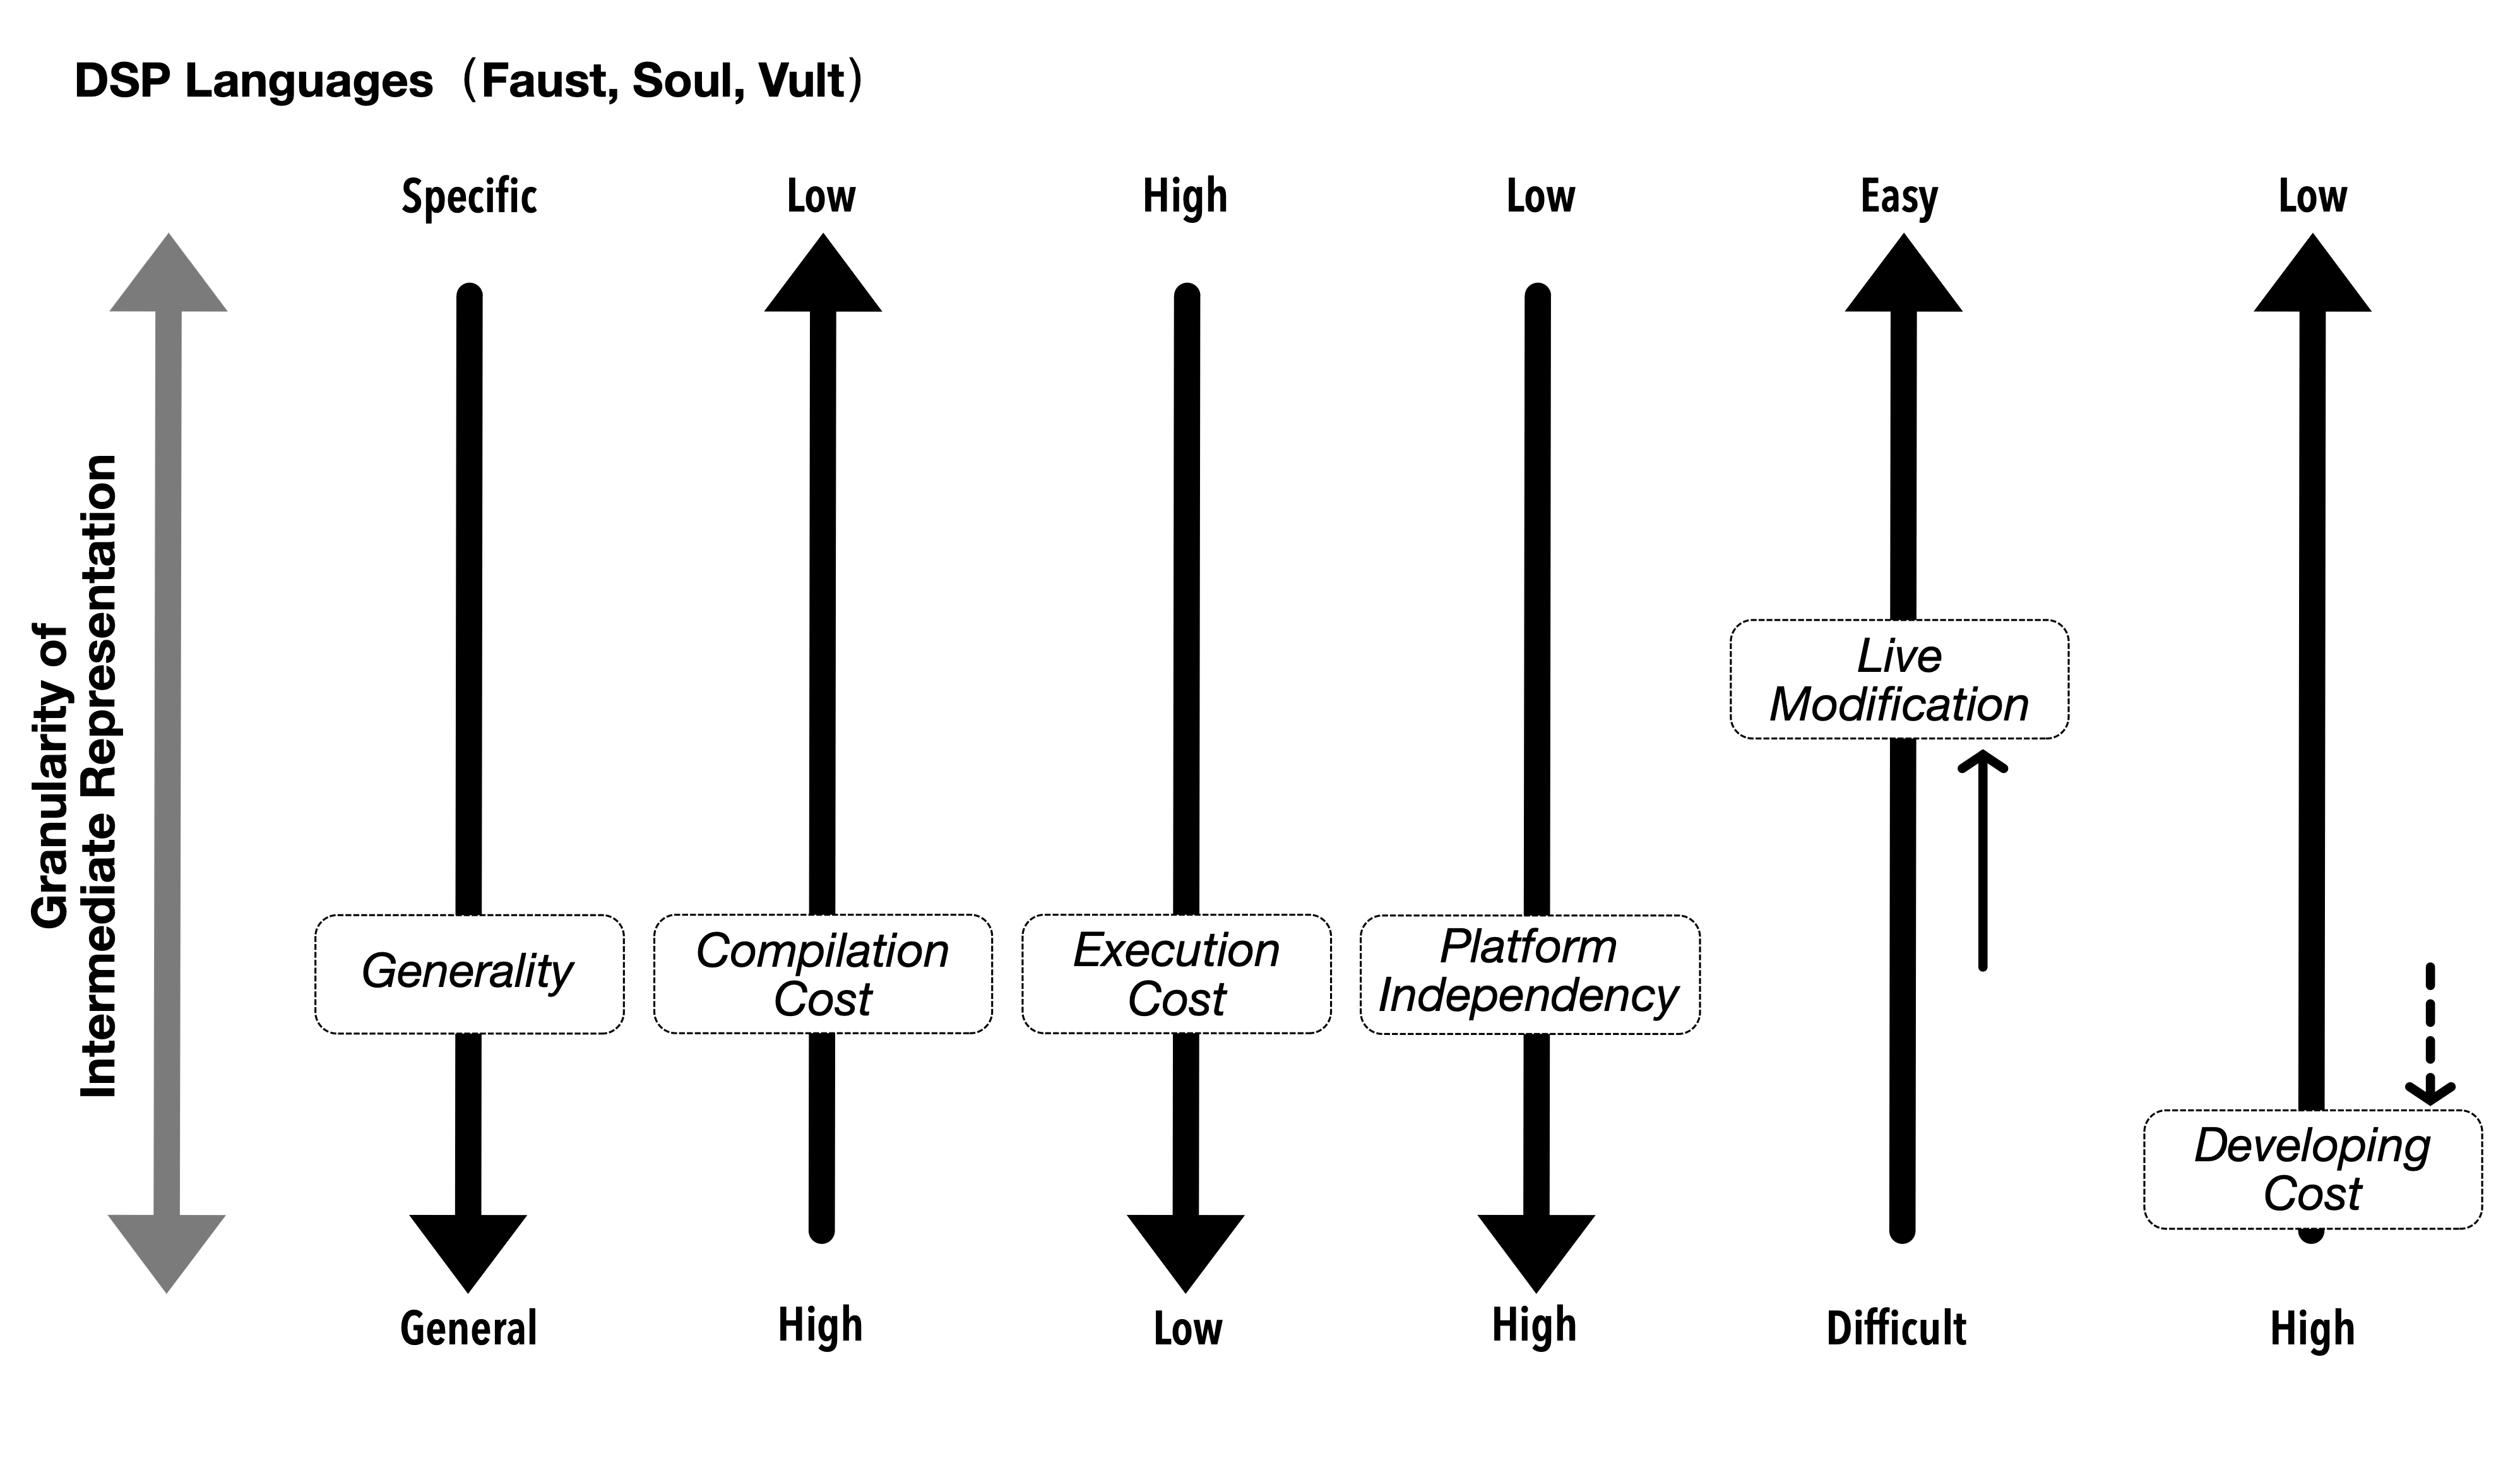 DSP Languages（Faust, Soul, Vult）
Specific
Low
High
Low
Easy
Low
Granularity of
Intermediate Representation
Generality
Compilation
Cost
Execution
Cost
Platform
Independency
Live
Modification
Developing
Cost
General
High
Low
High
Difficult
High